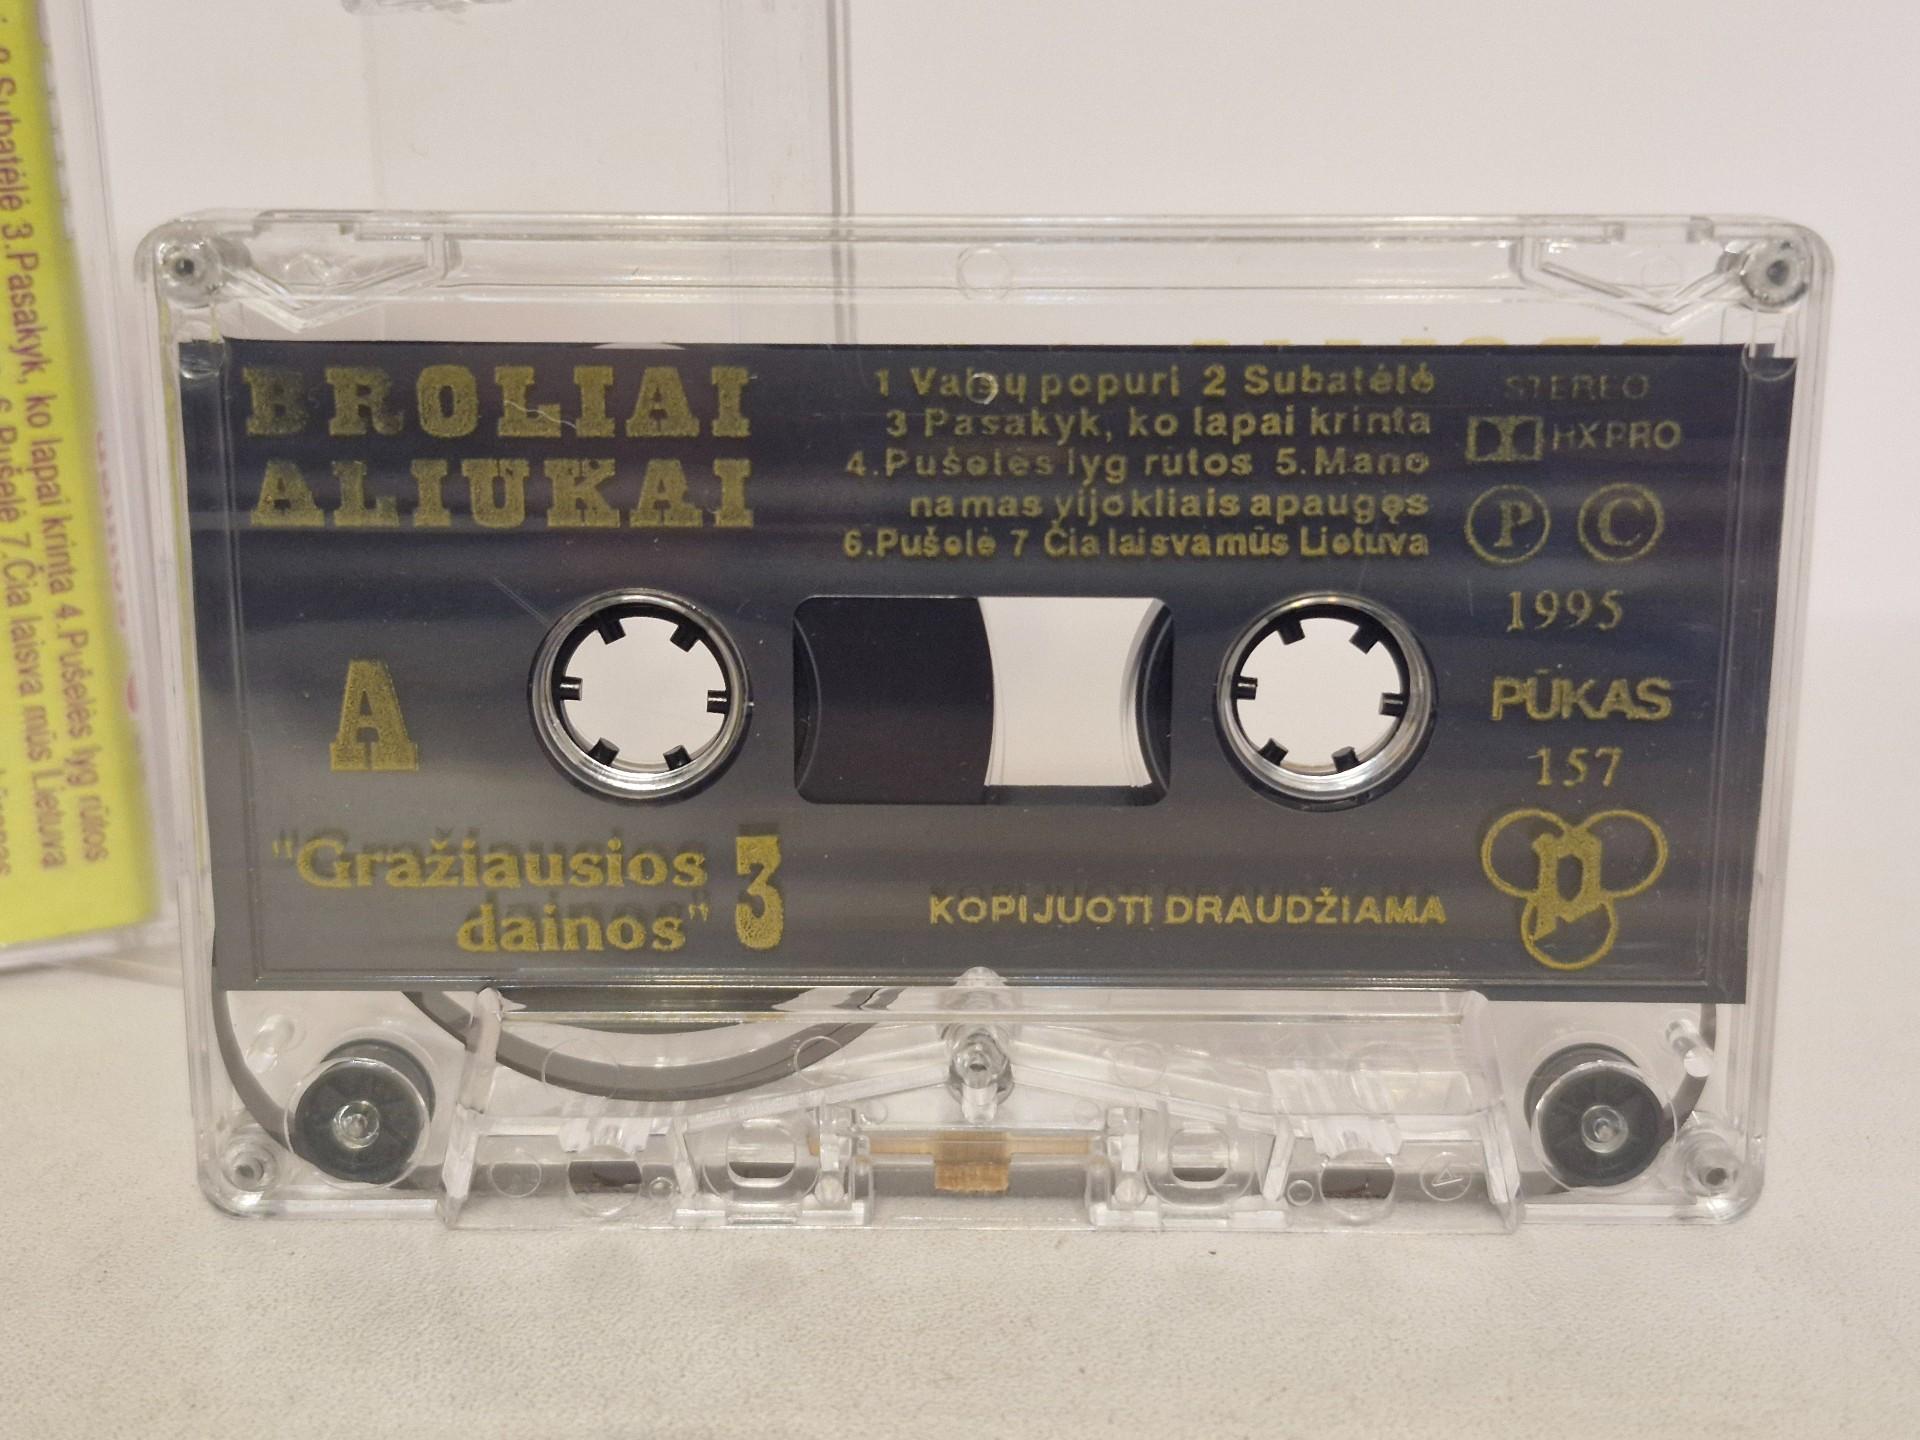 BROLIAI
ALIUKAI
1 Valsų popuri 2 Subatėlė
3 Pasakyk, ko lapai krinta
4.Pušelės lyg rūtos 5.Mano
namas vijokliais apaugęs
6.Pušelė 7 Čia laisva mūs Lietuva
STEREO
HX PRO
P C
1995
PŪKAS
157
A
"Gražiausios
dainos" 3
KOPIJUOTI DRAUDŽIAMA
p
Subatėlė 3.Pasakyk, ko lapai krinta 4.Pušelės lyg rūtos
6.Pušelė 7.Čia laisva mūs Lietuva